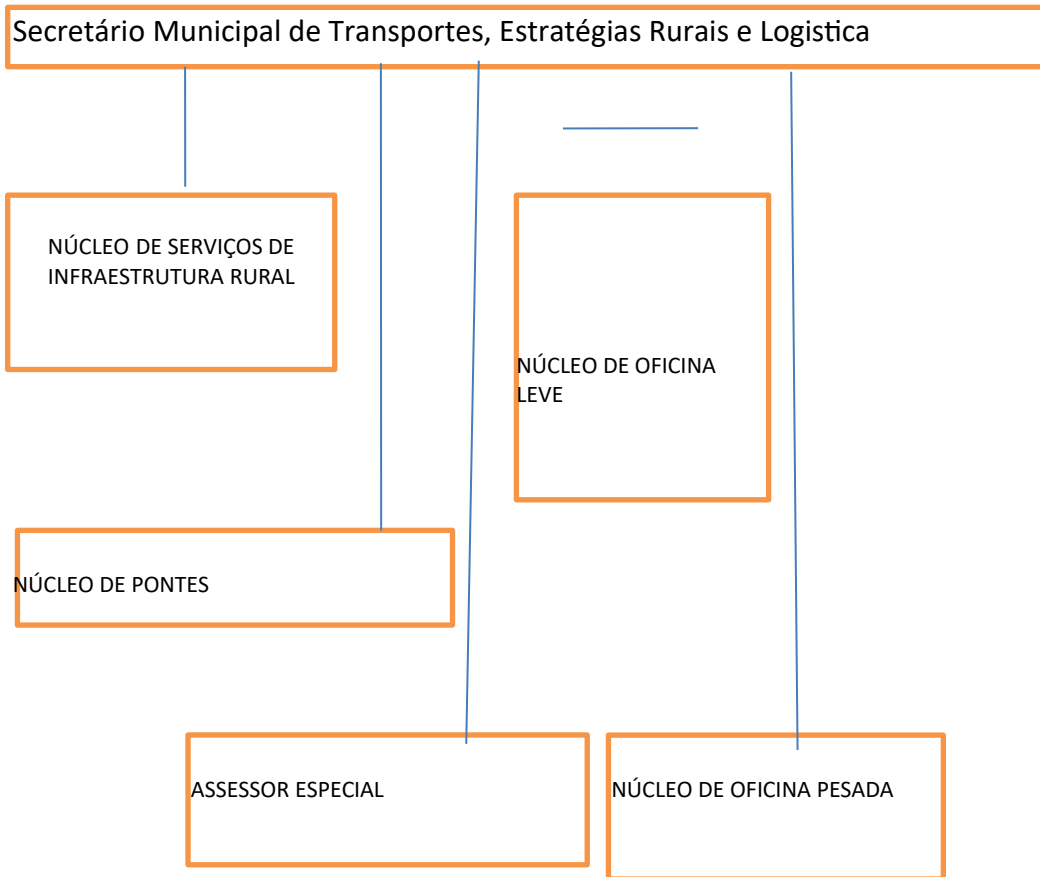 Secretário Municipal de Transportes, Estratégias Rurais e Logistica
NÚCLEO DE SERVIÇOS DE
INFRAESTRUTURA RURAL
NÚCLEO DE OFICINA
LEVE
NÚCLEO DE PONTES
ASSESSOR ESPECIAL
NÚCLEO DE OFICINA PESADA